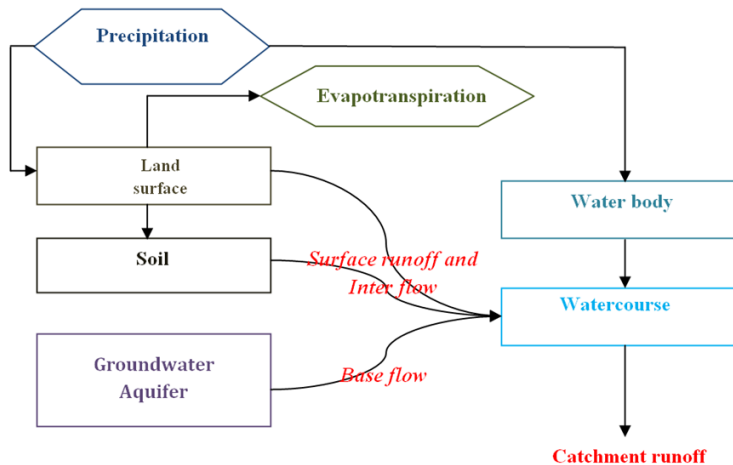 Precipitation
Evapotranspiration
Land
surface
Water body
Soil
Surface runoff and
Inter flow
Watercourse
Groundwater
Aquifer
Base flow
Catchment runoff